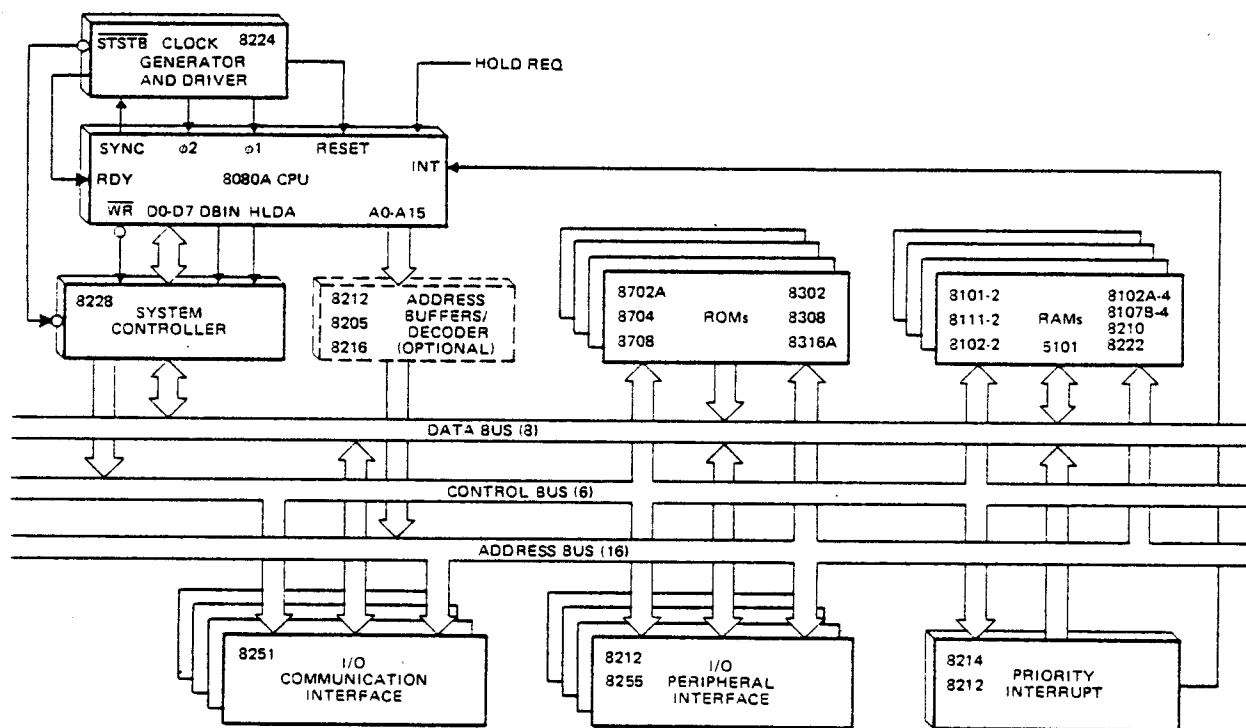 STSTB CLOCK 8224
GENERATOR
AND DRIVER
HOLD REQ
SYNC φ2 φ1 RESET
INT
RDY 8080A CPU
WR D0-D7 DBIN HLDA A0-A15
8228
SYSTEM
CONTROLLER
8212 ADDRESS
BUFFERS/
8205 DECODER
8216 (OPTIONAL)
8702A 8302
8704 ROMs 8308
8708 8316A
8101-2 8102A-4
8107B-4
8111-2 RAMs 8210
8102-2 5101 8222
DATA BUS (8)
CONTROL BUS (6)
ADDRESS BUS (16)
8251
I/O
COMMUNICATION
INTERFACE
8212 I/O
8255 PERIPHERAL
INTERFACE
8214 PRIORITY
8212 INTERRUPT